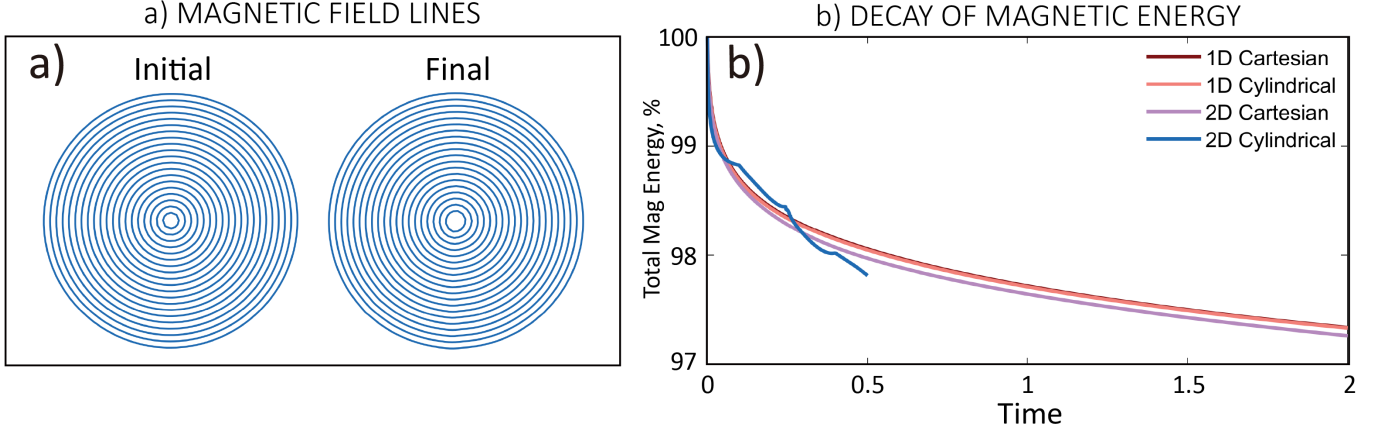 a) MAGNETIC FIELD LINES
a)
Initial
Final
b) DECAY OF MAGNETIC ENERGY
b)
Total Mag Energy, %
100
99
98
97
1D Cartesian
1D Cylindrical
2D Cartesian
2D Cylindrical
0
0.5
1
1.5
2
Time